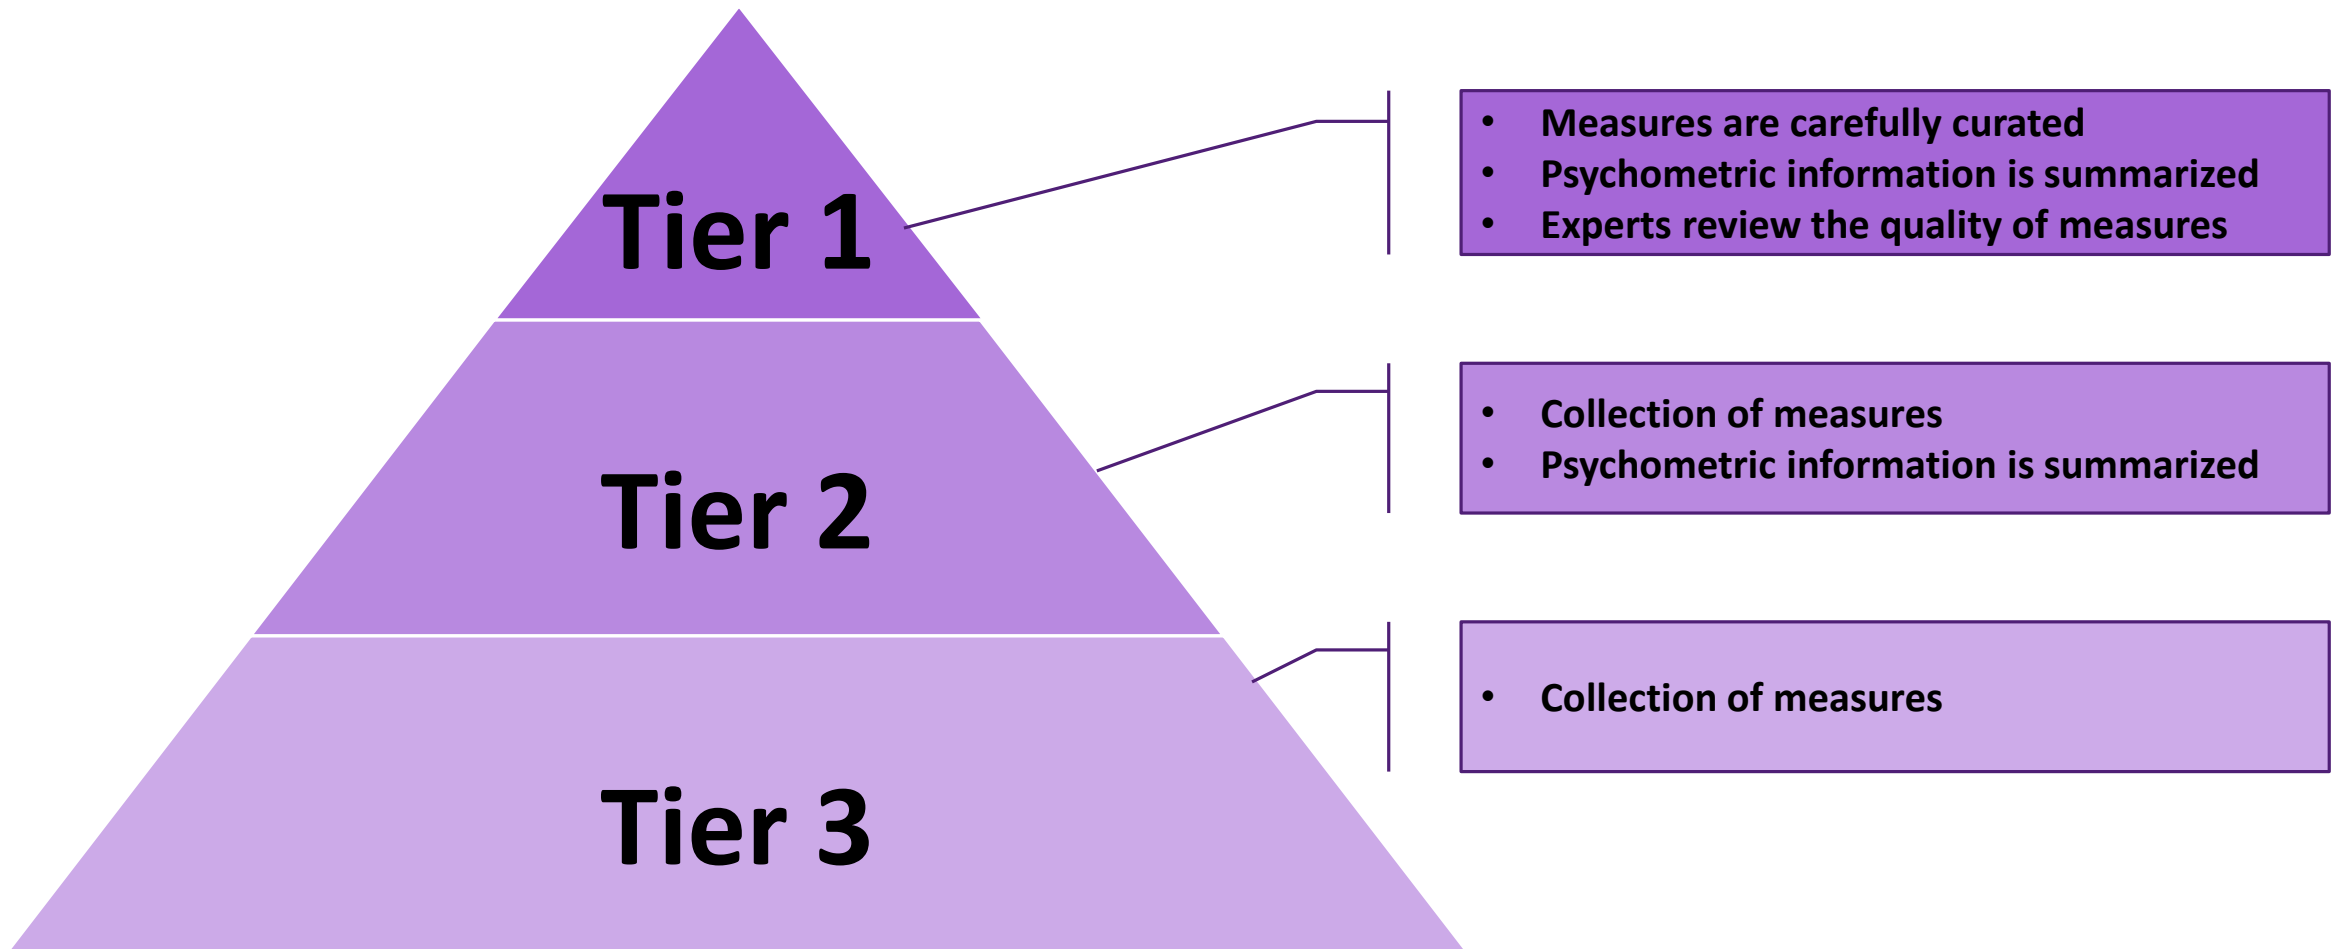 Tier 1
• Measures are carefully curated
• Psychometric information is summarized
• Experts review the quality of measures
Tier 2
• Collection of measures
• Psychometric information is summarized
Tier 3
• Collection of measures